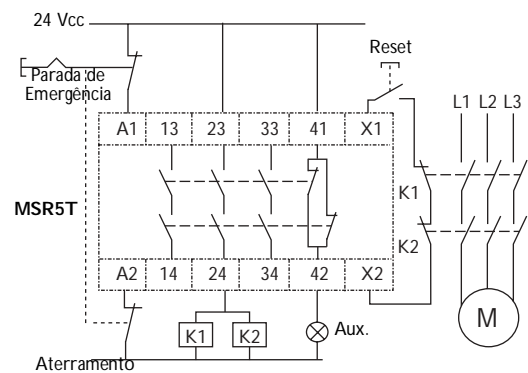 24 Vcc
Reset
Parada de
Emergência
L1 L2 L3
A1 13 23 33 41 X1
MSR5T
K1
K2
A2 14 24 34 42 X2
K1 K2 Aux.
M
Aterramento